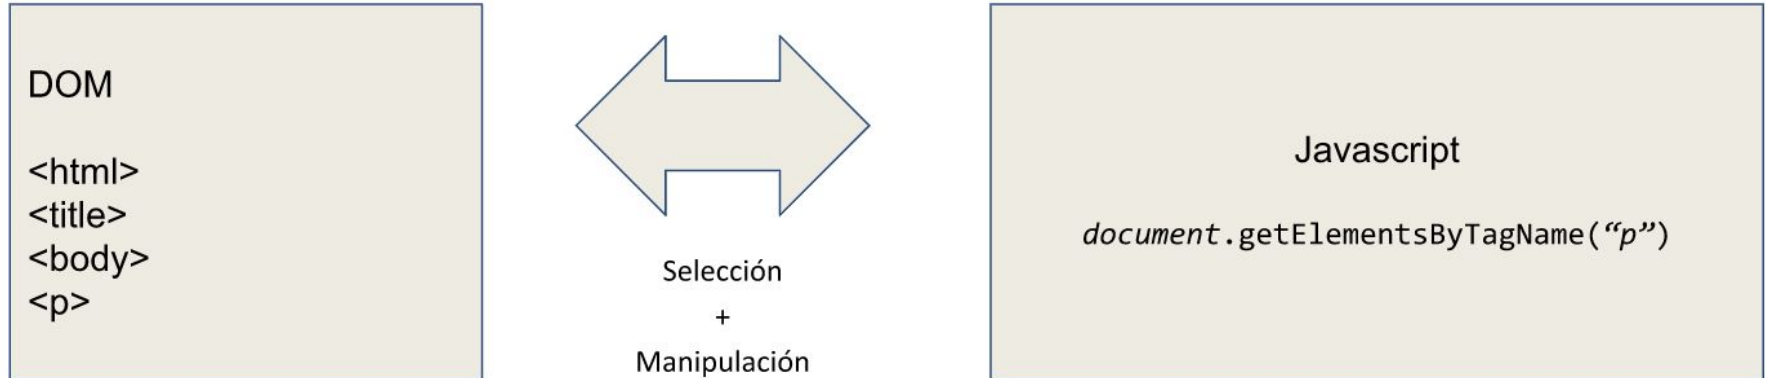 DOM
<html>
<title>
<body>
<p>
Selección
+
Manipulación
Javascript
document.getElementsByTagName(“p”)